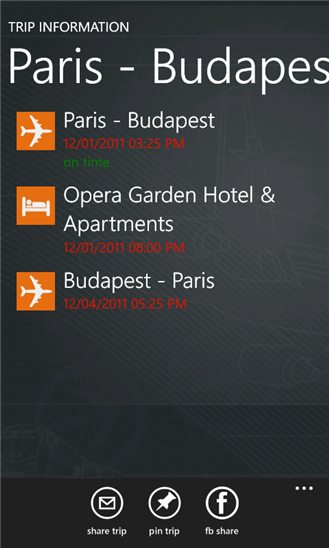 TRIP INFORMATION
Paris - Budapes
Paris - Budapest
12/01/2011 03:25 PM
on time
Opera Garden Hotel &
Apartments
12/01/2011 08:00 PM
Budapest - Paris
12/04/2011 05:25 PM
share trip
pin trip
fb share